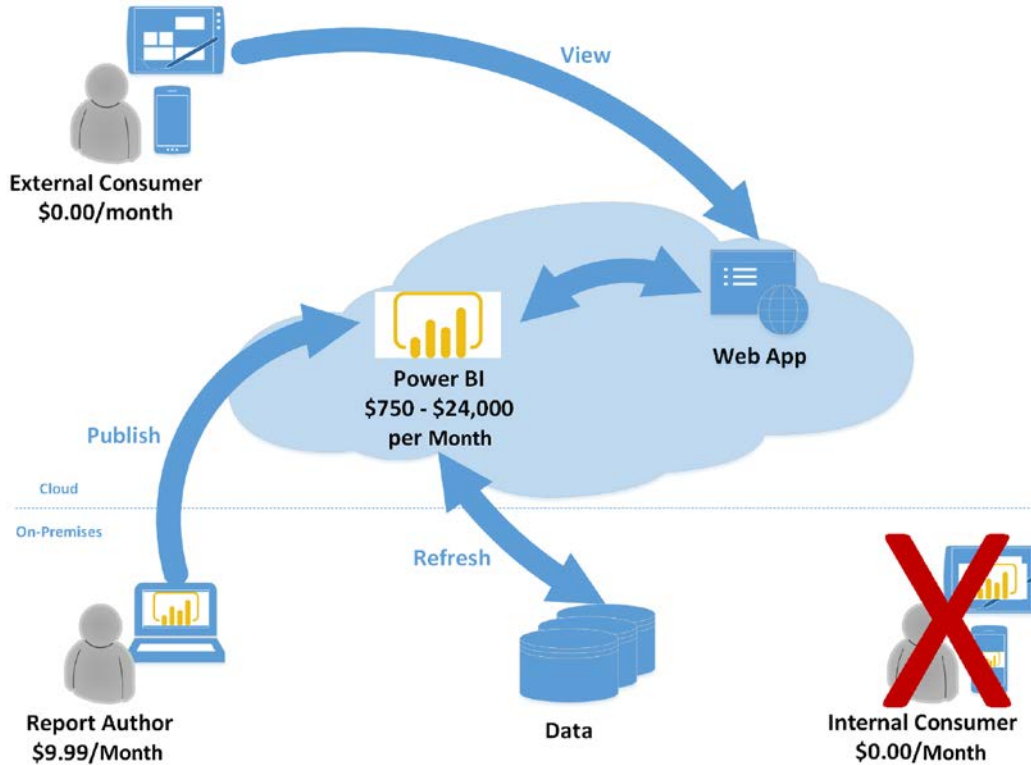 View
External Consumer
$0.00/month
Web App
Power BI
$750 - $24,000
per Month
Publish
Cloud
On-Premises
Refresh
Report Author
$9.99/Month
Data
Internal Consumer
$0.00/Month